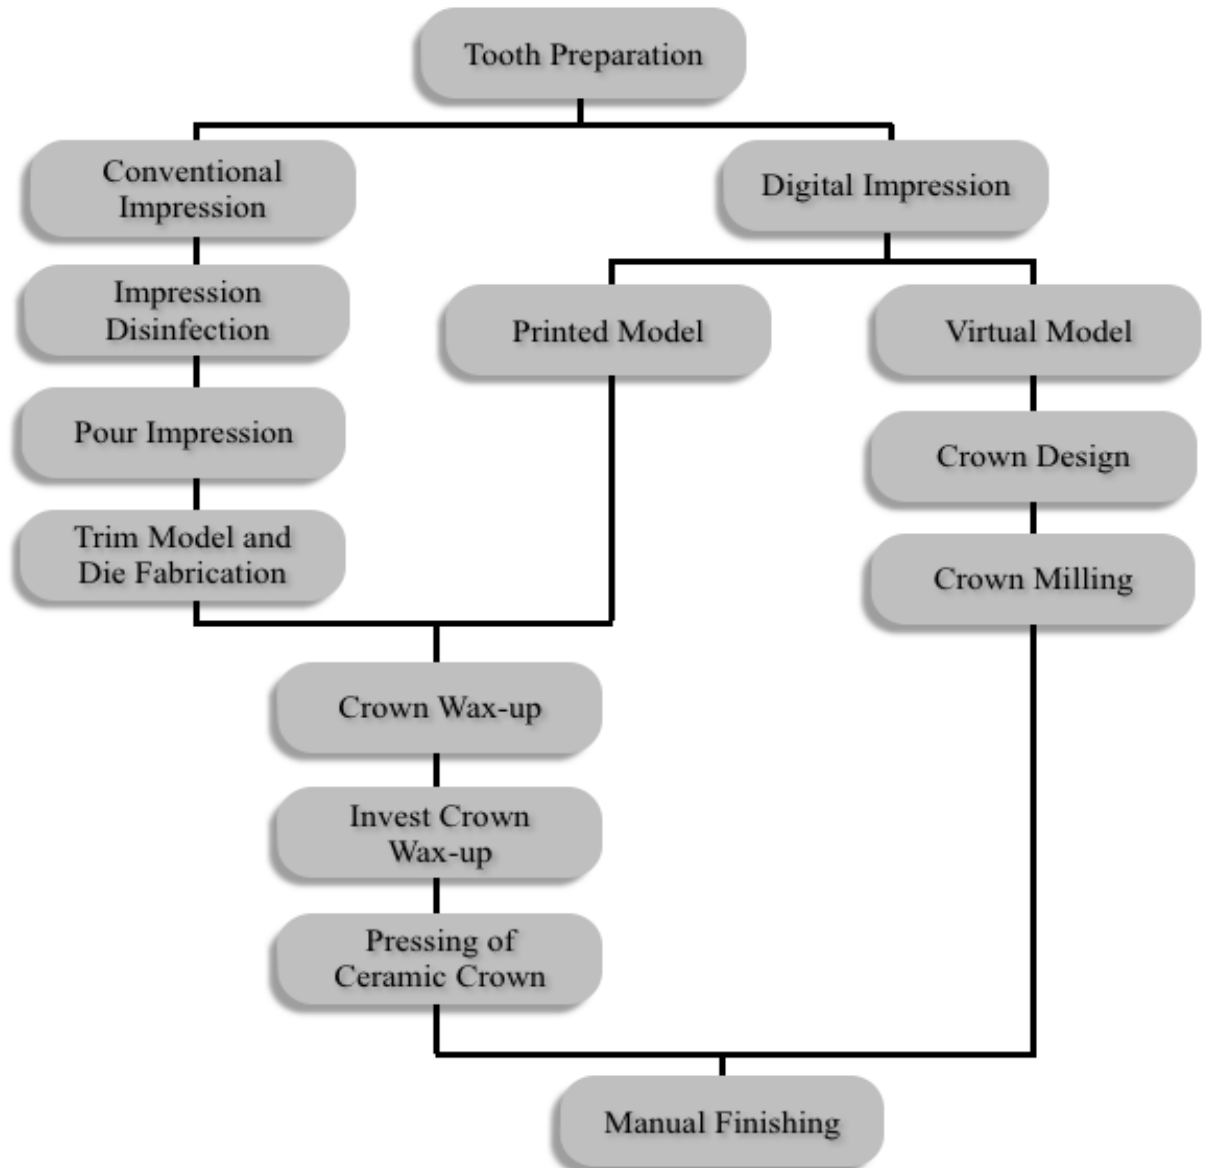 Tooth Preparation
Conventional
Impression
Digital Impression
Impression
Disinfection
Printed Model
Virtual Model
Pour Impression
Crown Design
Trim Model and
Die Fabrication
Crown Milling
Crown Wax-up
Invest Crown
Wax-up
Pressing of
Ceramic Crown
Manual Finishing